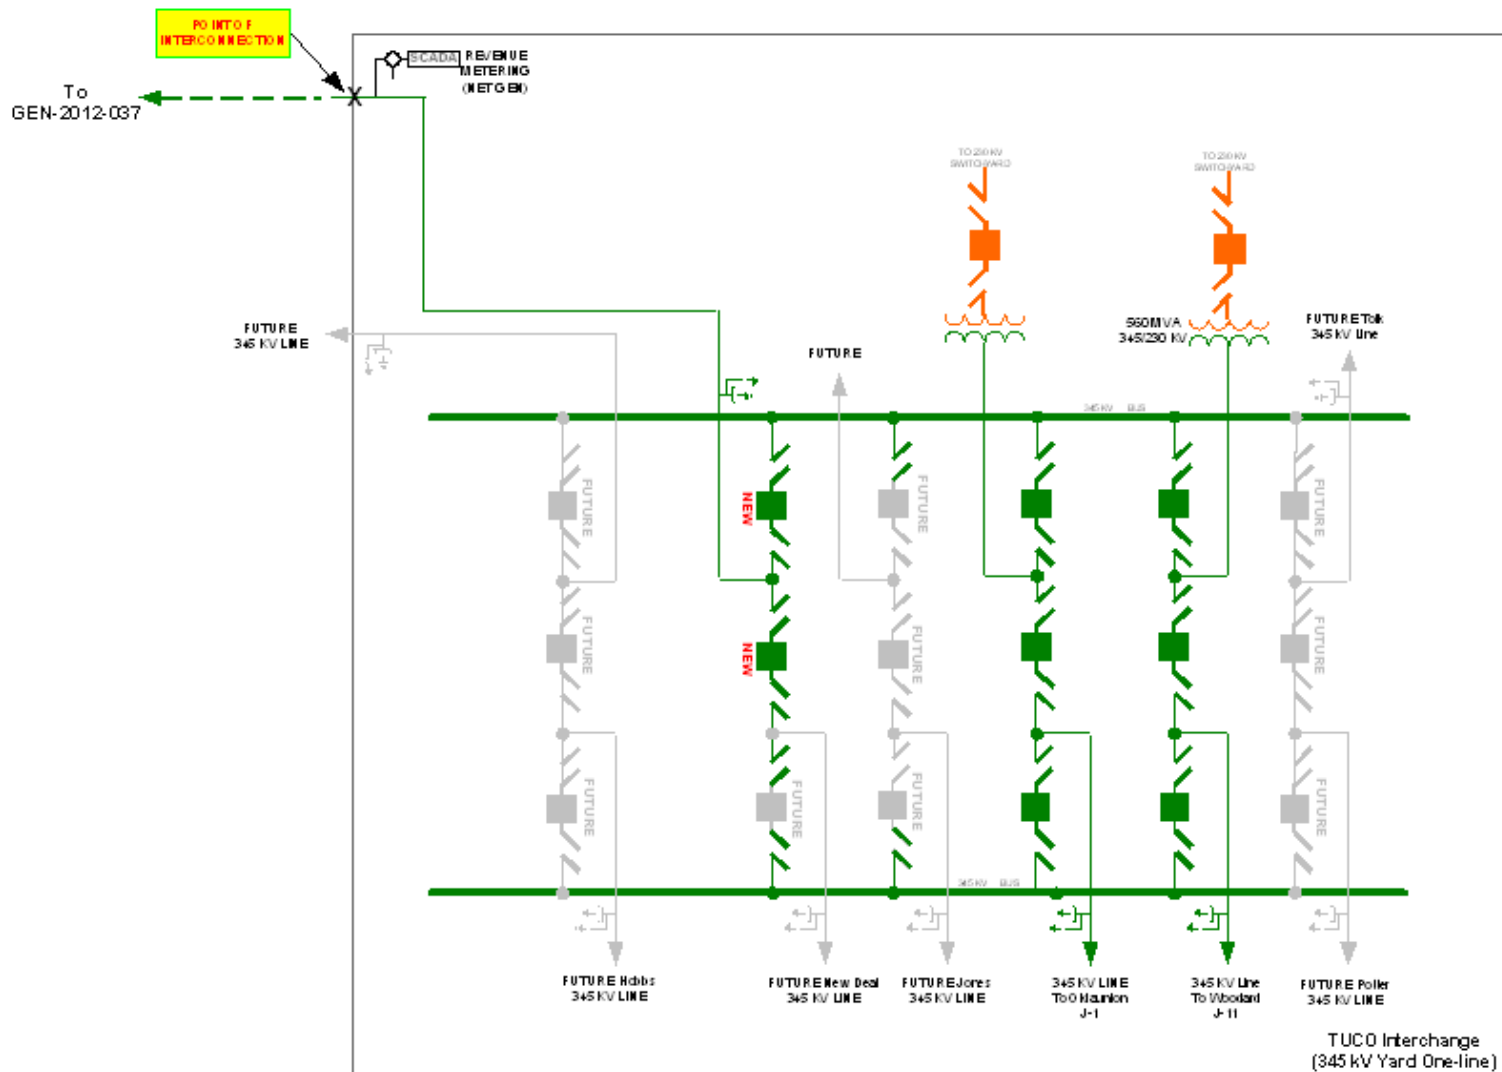 POINT OF
INTERCONNECTION
SCADA
REVENUE
METERING
(NET GEN)
To
GEN-2012-037
TO 230 KV
SWITCHYARD
TO 230 KV
SWITCHYARD
FUTURE
345 KV LINE
FUTURE
560 MVA
345/230 KV
FUTURE Tolk
345 KV Line
345 KV BUS
FUTURE
NEW
FUTURE
FUTURE
FUTURE
NEW
FUTURE
FUTURE
FUTURE
FUTURE
FUTURE
FUTURE
345 KV BUS
FUTURE Hobbs
345 KV LINE
FUTURE New Deal
345 KV LINE
FUTURE Jones
345 KV LINE
345 KV LINE
To Oklaunion
J-1
345 KV Line
To Woodard
J-11
FUTURE Potter
345 KV LINE
TUCO Interchange
(345 kV Yard One-line)